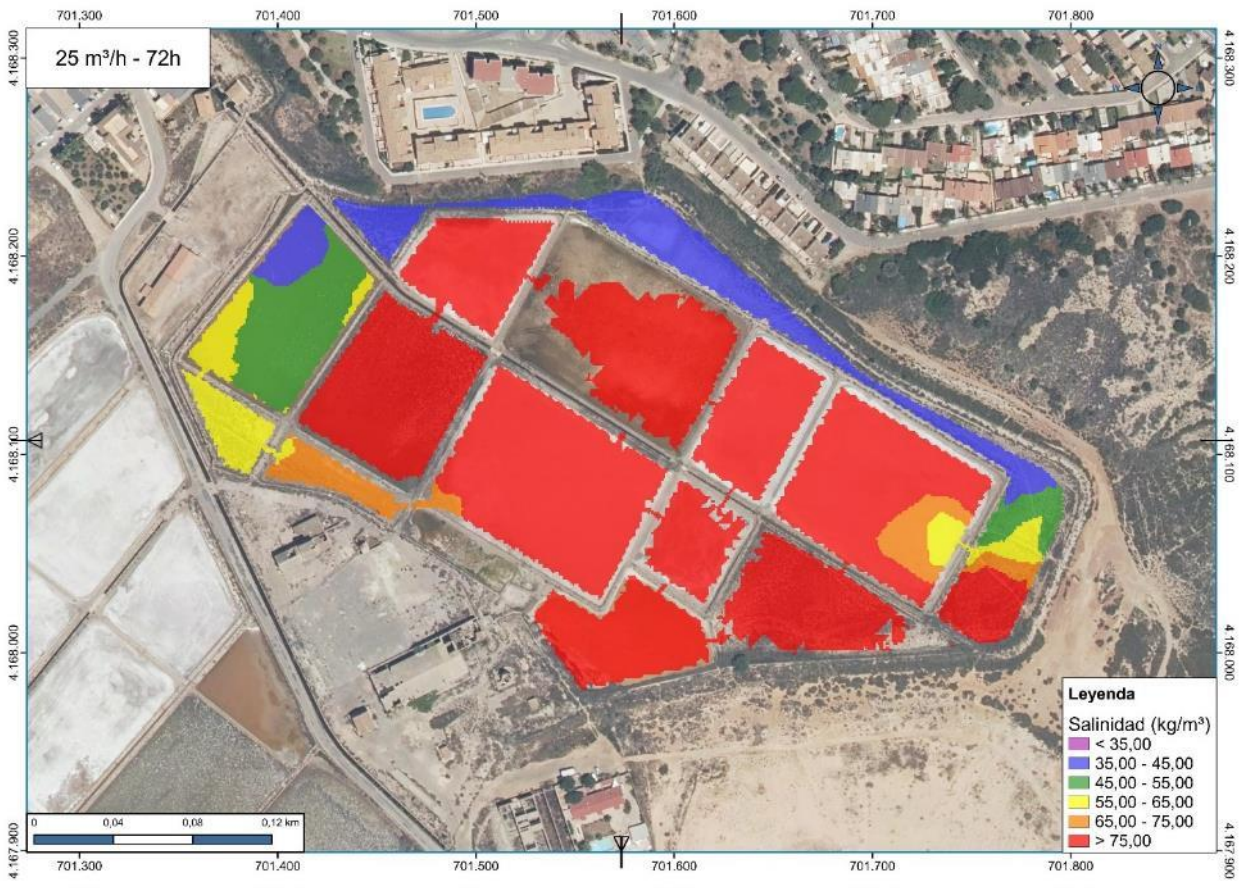 701.300 701.400 701.500 701.600 701.700 701.800
25 m³/h - 72h
4.168.300 4.168.300
4.168.200 4.168.200
4.168.100 4.168.100
4.168.000 4.168.000
Leyenda
Salinidad (kg/m³)
< 35,00
35,00 - 45,00
45,00 - 55,00
55,00 - 65,00
65,00 - 75,00
> 75,00
0 0,04 0,08 0,12 km
4.167.900 4.167.900
701.300 701.400 701.500 701.600 701.700 701.800